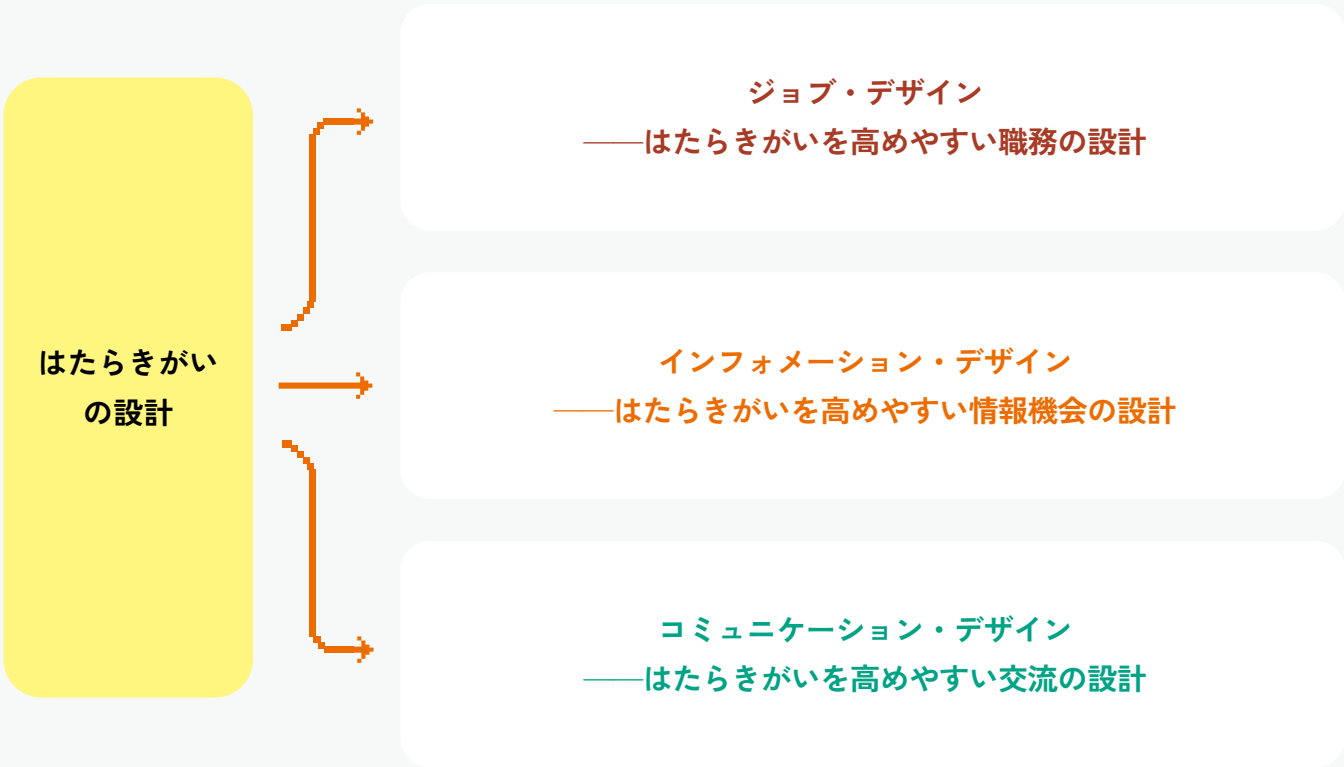 はたらきがい
の設計
ジョブ・デザイン
——はたらきがいを高めやすい職務の設計
インフォメーション・デザイン
——はたらきがいを高めやすい情報機会の設計
コミュニケーション・デザイン
——はたらきがいを高めやすい交流の設計